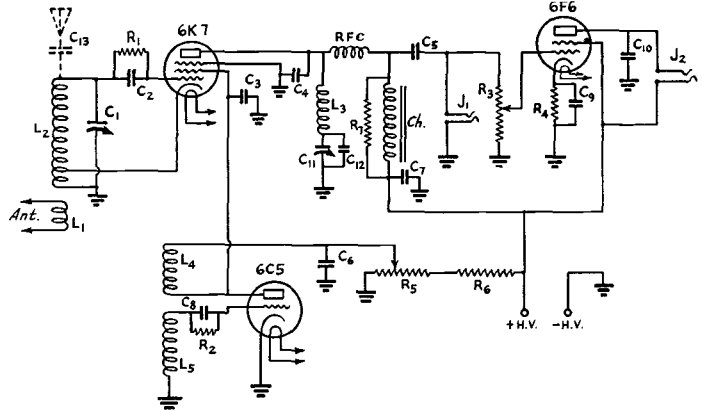 C13
R1
6K7
RFC
6F6
C5
C10
J2
C2
C3
C4
L2
C1
L3
R7
Ch.
J1
R3
R4
C9
C11
C12
C7
Ant.
L1
L4
6C5
C6
C8
R2
L5
R5
R6
+H.V.
-H.V.